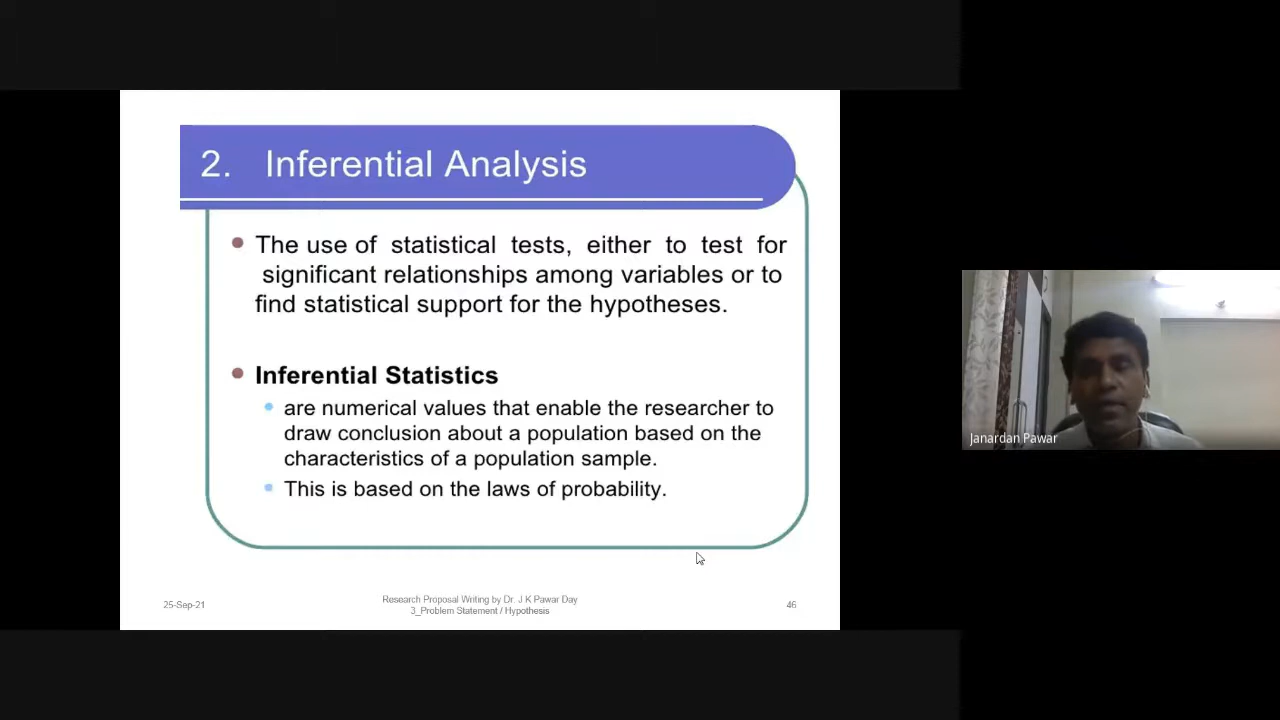 2. Inferential Analysis
The use of statistical tests, either to test for
significant relationships among variables or to
find statistical support for the hypotheses.
Inferential Statistics
are numerical values that enable the researcher to
draw conclusion about a population based on the
characteristics of a population sample.
This is based on the laws of probability.
Janardan Pawar
25-Sep-21
Research Proposal Writing by Dr. J K Pawar Day
3_Problem Statement / Hypothesis
46